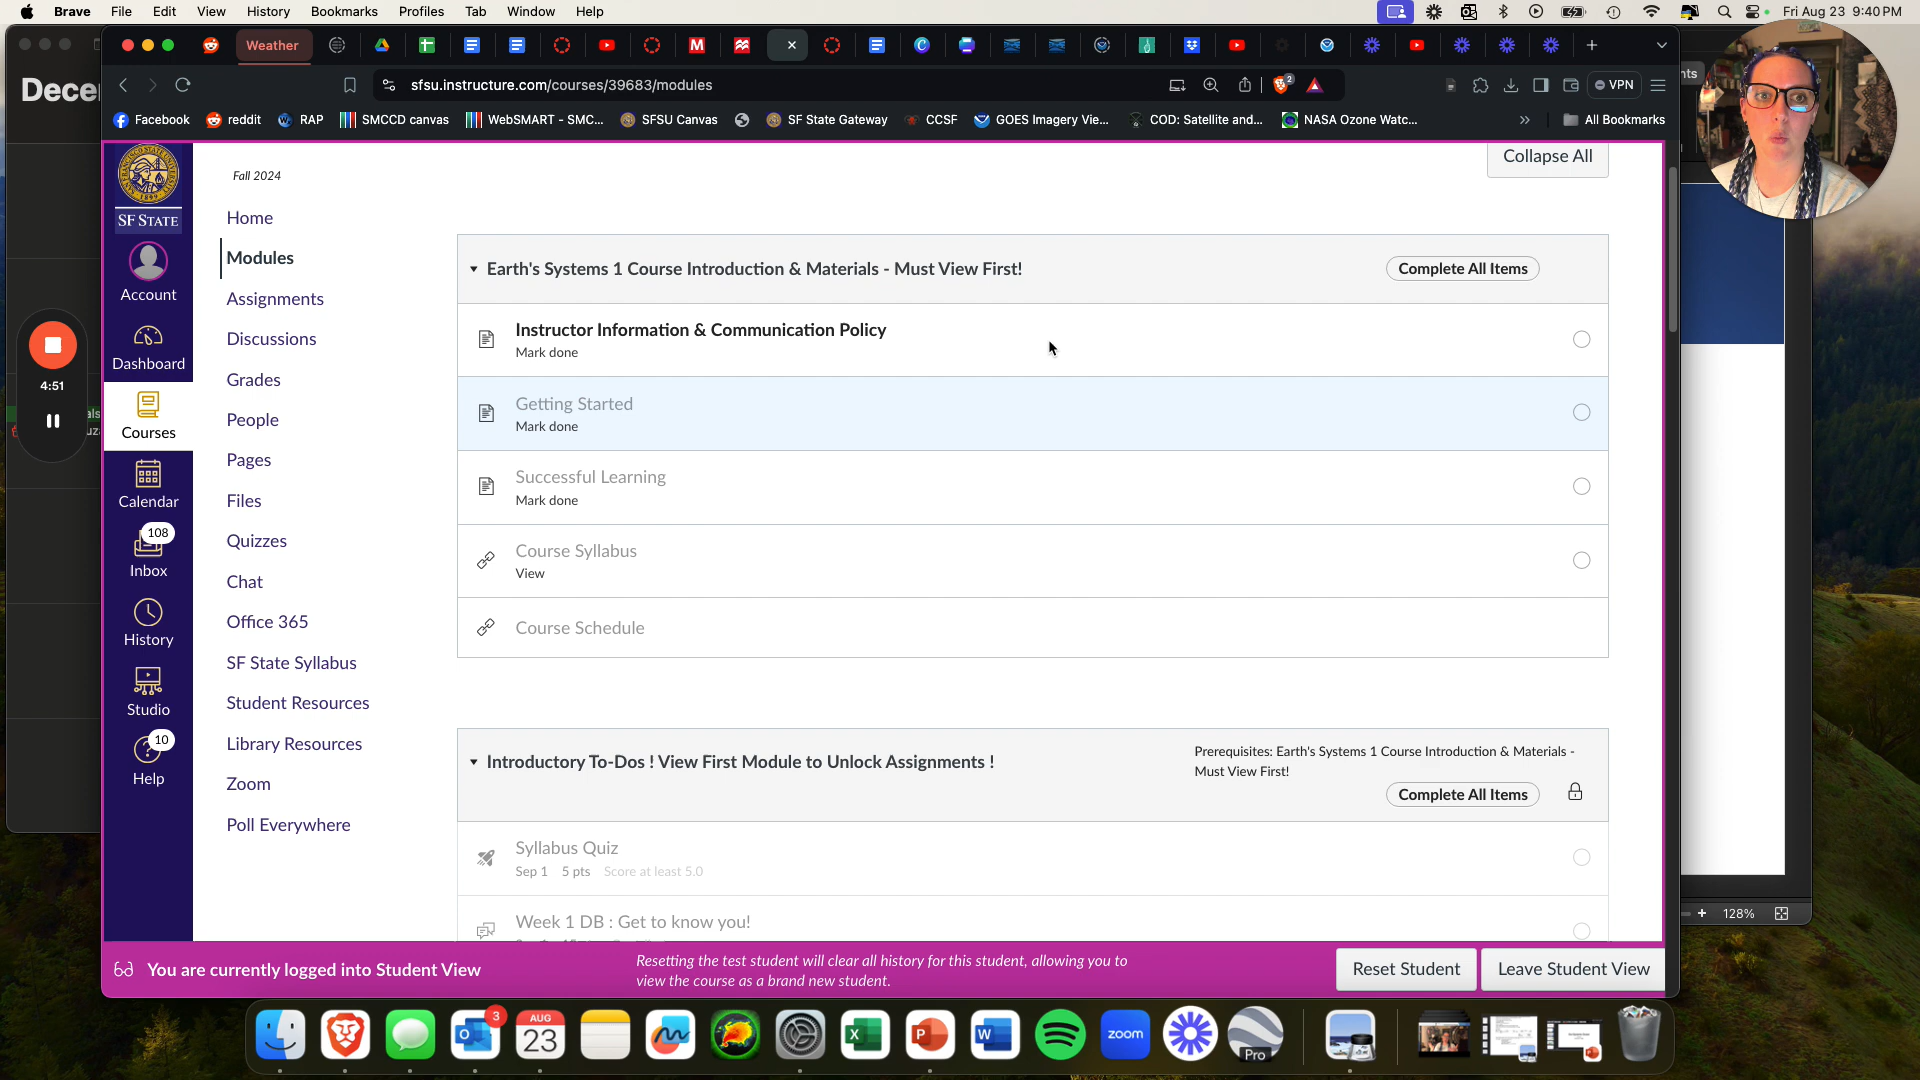 Brave File Edit View History Bookmarks Profiles Tab Window Help Fri Aug 23 9:40 PM
Weather
sfsu.instructure.com/courses/39683/modules
2
VPN
Facebook reddit RAP SMCCD canvas WebSMART - SMC... SFSU Canvas SF State Gateway CCSF GOES Imagery Vie... COD: Satellite and... NASA Ozone Watc... » All Bookmarks
Decem
4:51
SF STATE
Account
Dashboard
Courses
Calendar
108
Inbox
History
Studio
10
Help
Fall 2024
Home
Modules
Assignments
Discussions
Grades
People
Pages
Files
Quizzes
Chat
Office 365
SF State Syllabus
Student Resources
Library Resources
Zoom
Poll Everywhere
Collapse All
Earth's Systems 1 Course Introduction & Materials - Must View First!
Complete All Items
Instructor Information & Communication Policy
Mark done
Getting Started
Mark done
Successful Learning
Mark done
Course Syllabus
View
Course Schedule
Introductory To-Dos ! View First Module to Unlock Assignments !
Prerequisites: Earth's Systems 1 Course Introduction & Materials -
Must View First!
Complete All Items
Syllabus Quiz
Sep 1 5 pts Score at least 5.0
Week 1 DB : Get to know you!
You are currently logged into Student View
Resetting the test student will clear all history for this student, allowing you to
view the course as a brand new student.
Reset Student
Leave Student View
128%
3
AUG
23
zoom
Pro